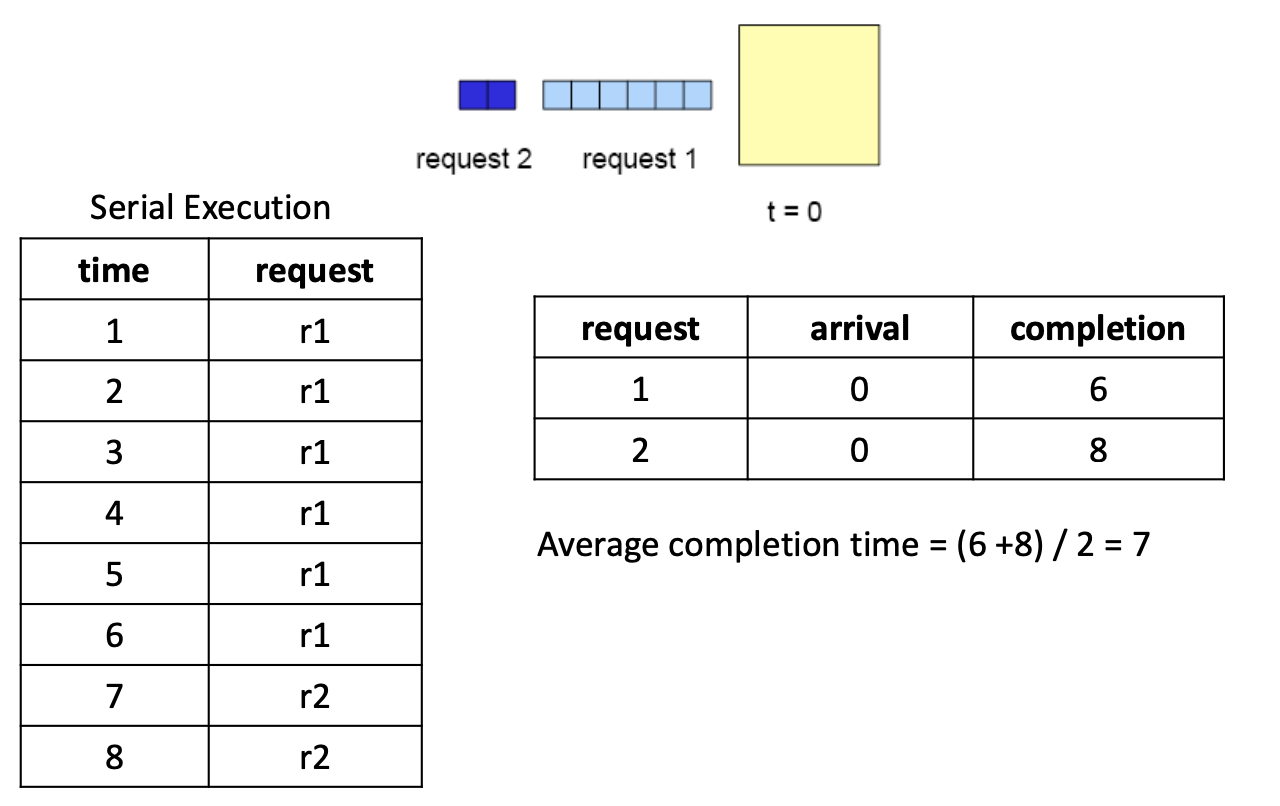 request 2 request 1
t = 0
Serial Execution
time request
1 r1
2 r1
3 r1
4 r1
5 r1
6 r1
7 r2
8 r2
request arrival completion
1 0 6
2 0 8
Average completion time = (6 +8) / 2 = 7